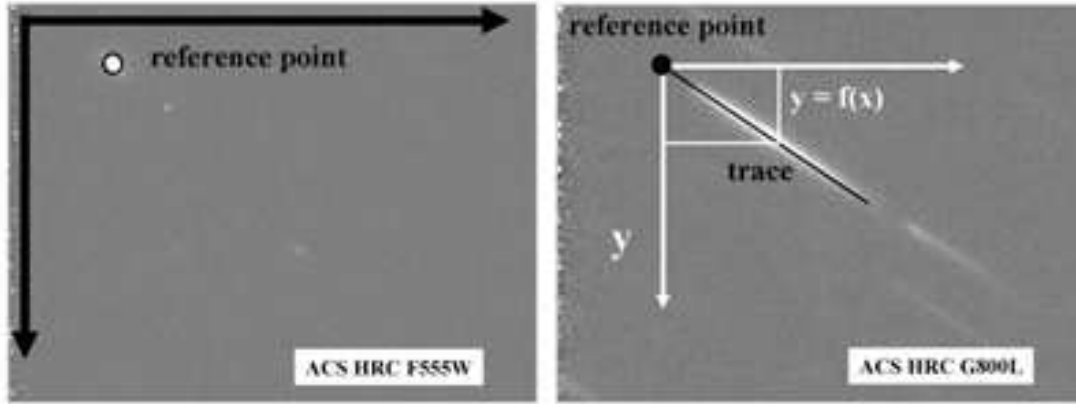 reference point
ACS HRC F555W
reference point
y = f(x)
trace
y
ACS HRC G800L